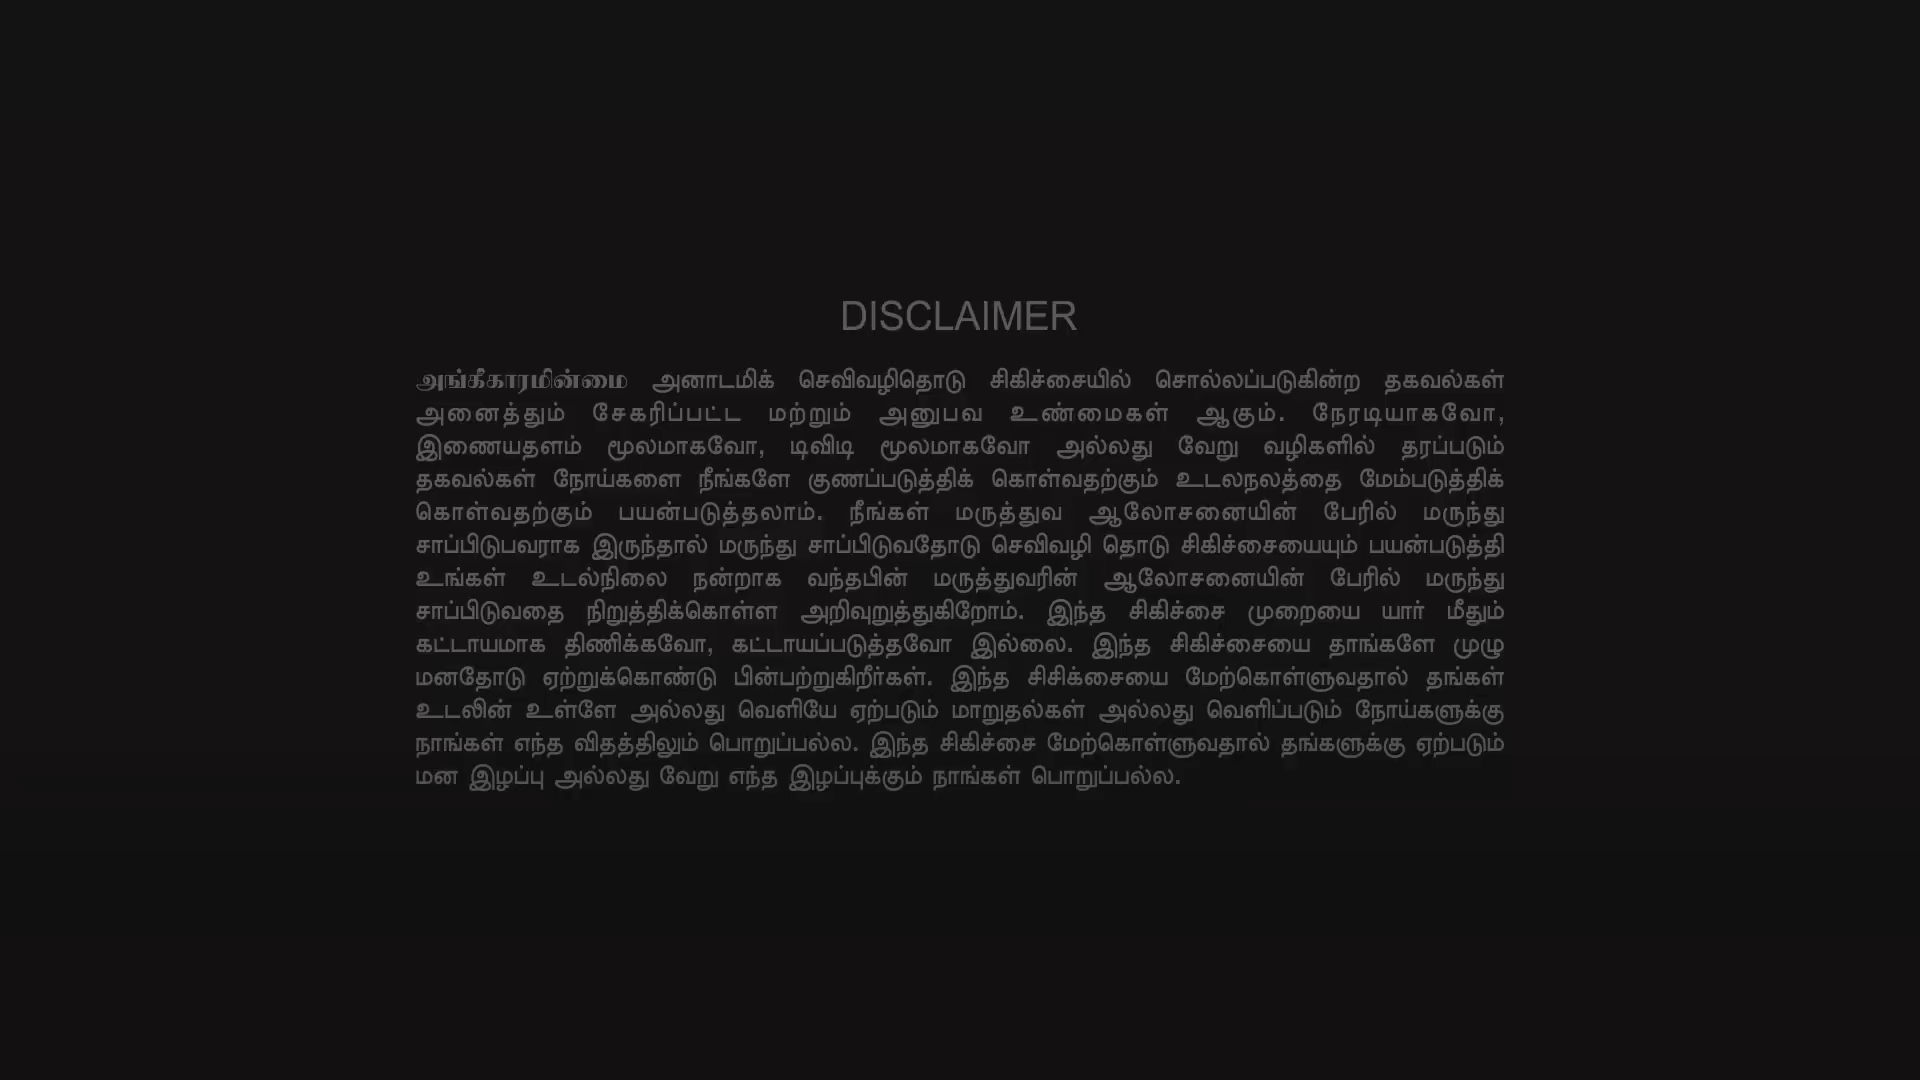 DISCLAIMER
அங்கீகாரமின்மை அனாடமிக் செவிவழிதொடு சிகிச்சையில் சொல்லப்படுகின்ற தகவல்கள்
அனைத்தும் சேகரிப்பட்ட மற்றும் அனுபவ உண்மைகள் ஆகும். நேரடியாகவோ,
இணையதளம் மூலமாகவோ, டிவிடி மூலமாகவோ அல்லது வேறு வழிகளில் தரப்படும்
தகவல்கள் நோய்களை நீங்களே குணப்படுத்திக் கொள்வதற்கும் உடலநலத்தை மேம்படுத்திக்
கொள்வதற்கும் பயன்படுத்தலாம். நீங்கள் மருத்துவ ஆலோசனையின் பேரில் மருந்து
சாப்பிடுபவராக இருந்தால் மருந்து சாப்பிடுவதோடு செவிவழி தொடு சிகிச்சையையும் பயன்படுத்தி
உங்கள் உடல்நிலை நன்றாக வந்தபின் மருத்துவரின் ஆலோசனையின் பேரில் மருந்து
சாப்பிடுவதை நிறுத்திக்கொள்ள அறிவுறுத்துகிறோம். இந்த சிகிச்சை முறையை யார் மீதும்
கட்டாயமாக திணிக்கவோ, கட்டாயப்படுத்தவோ இல்லை. இந்த சிகிச்சையை தாங்களே முழு
மனதோடு ஏற்றுக்கொண்டு பின்பற்றுகிறீர்கள். இந்த சிசிக்சையை மேற்கொள்ளுவதால் தங்கள்
உடலின் உள்ளே அல்லது வெளியே ஏற்படும் மாறுதல்கள் அல்லது வெளிப்படும் நோய்களுக்கு
நாங்கள் எந்த விதத்திலும் பொறுப்பல்ல. இந்த சிகிச்சை மேற்கொள்ளுவதால் தங்களுக்கு ஏற்படும்
மன இழப்பு அல்லது வேறு எந்த இழப்புக்கும் நாங்கள் பொறுப்பல்ல.